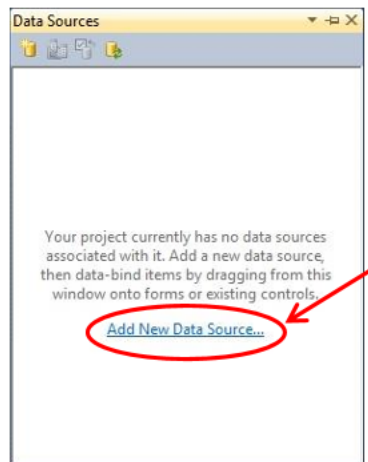 Data Sources
Your project currently has no data sources
associated with it. Add a new data source,
then data-bind items by dragging from this
window onto forms or existing controls.
Add New Data Source...